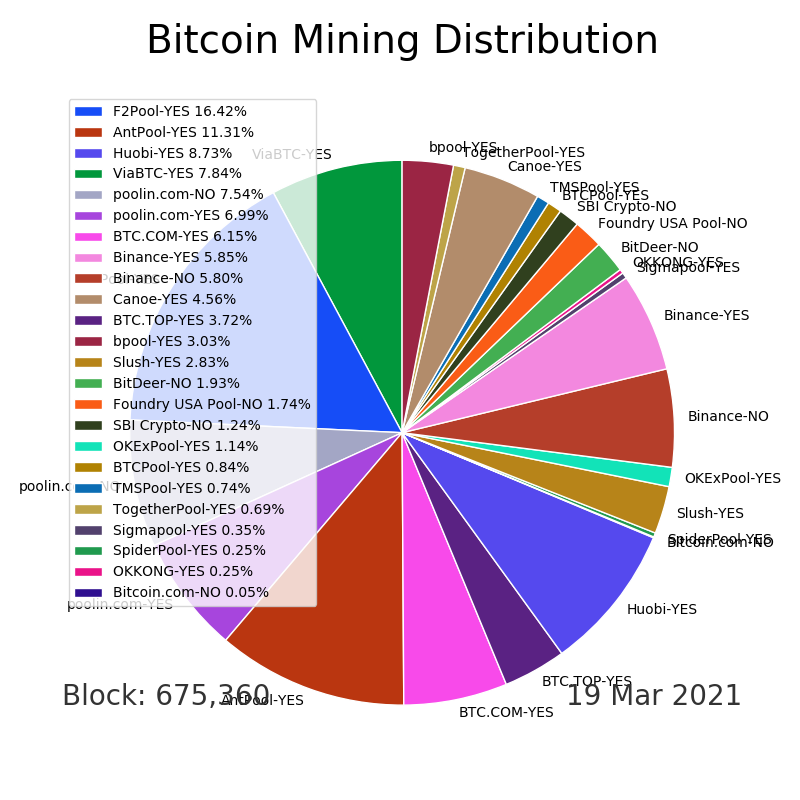 Bitcoin Mining Distribution
F2Pool-YES 16.42%
AntPool-YES 11.31%
Huobi-YES 8.73%
ViaBTC-YES 7.84%
poolin.com-NO 7.54%
poolin.com-YES 6.99%
BTC.COM-YES 6.15%
Binance-YES 5.85%
Binance-NO 5.80%
Canoe-YES 4.56%
BTC.TOP-YES 3.72%
bpool-YES 3.03%
Slush-YES 2.83%
BitDeer-NO 1.93%
Foundry USA Pool-NO 1.74%
SBI Crypto-NO 1.24%
OKExPool-YES 1.14%
BTCPool-YES 0.84%
TMSPool-YES 0.74%
TogetherPool-YES 0.69%
Sigmapool-YES 0.35%
SpiderPool-YES 0.25%
OKKONG-YES 0.25%
Bitcoin.com-NO 0.05%
ViaBTC-YES
bpool-YES
TogetherPool-YES
Canoe-YES
TMSPool-YES
BTCPool-YES
SBI Crypto-NO
Foundry USA Pool-NO
BitDeer-NO
OKKONG-YES
Sigmapool-YES
Binance-YES
Binance-NO
OKExPool-YES
Slush-YES
SpiderPool-YES
Bitcoin.com-NO
Huobi-YES
BTC.TOP-YES
BTC.COM-YES
AntPool-YES
poolin.com-YES
poolin.com-NO
F2Pool-YES
Block: 675,360
19 Mar 2021